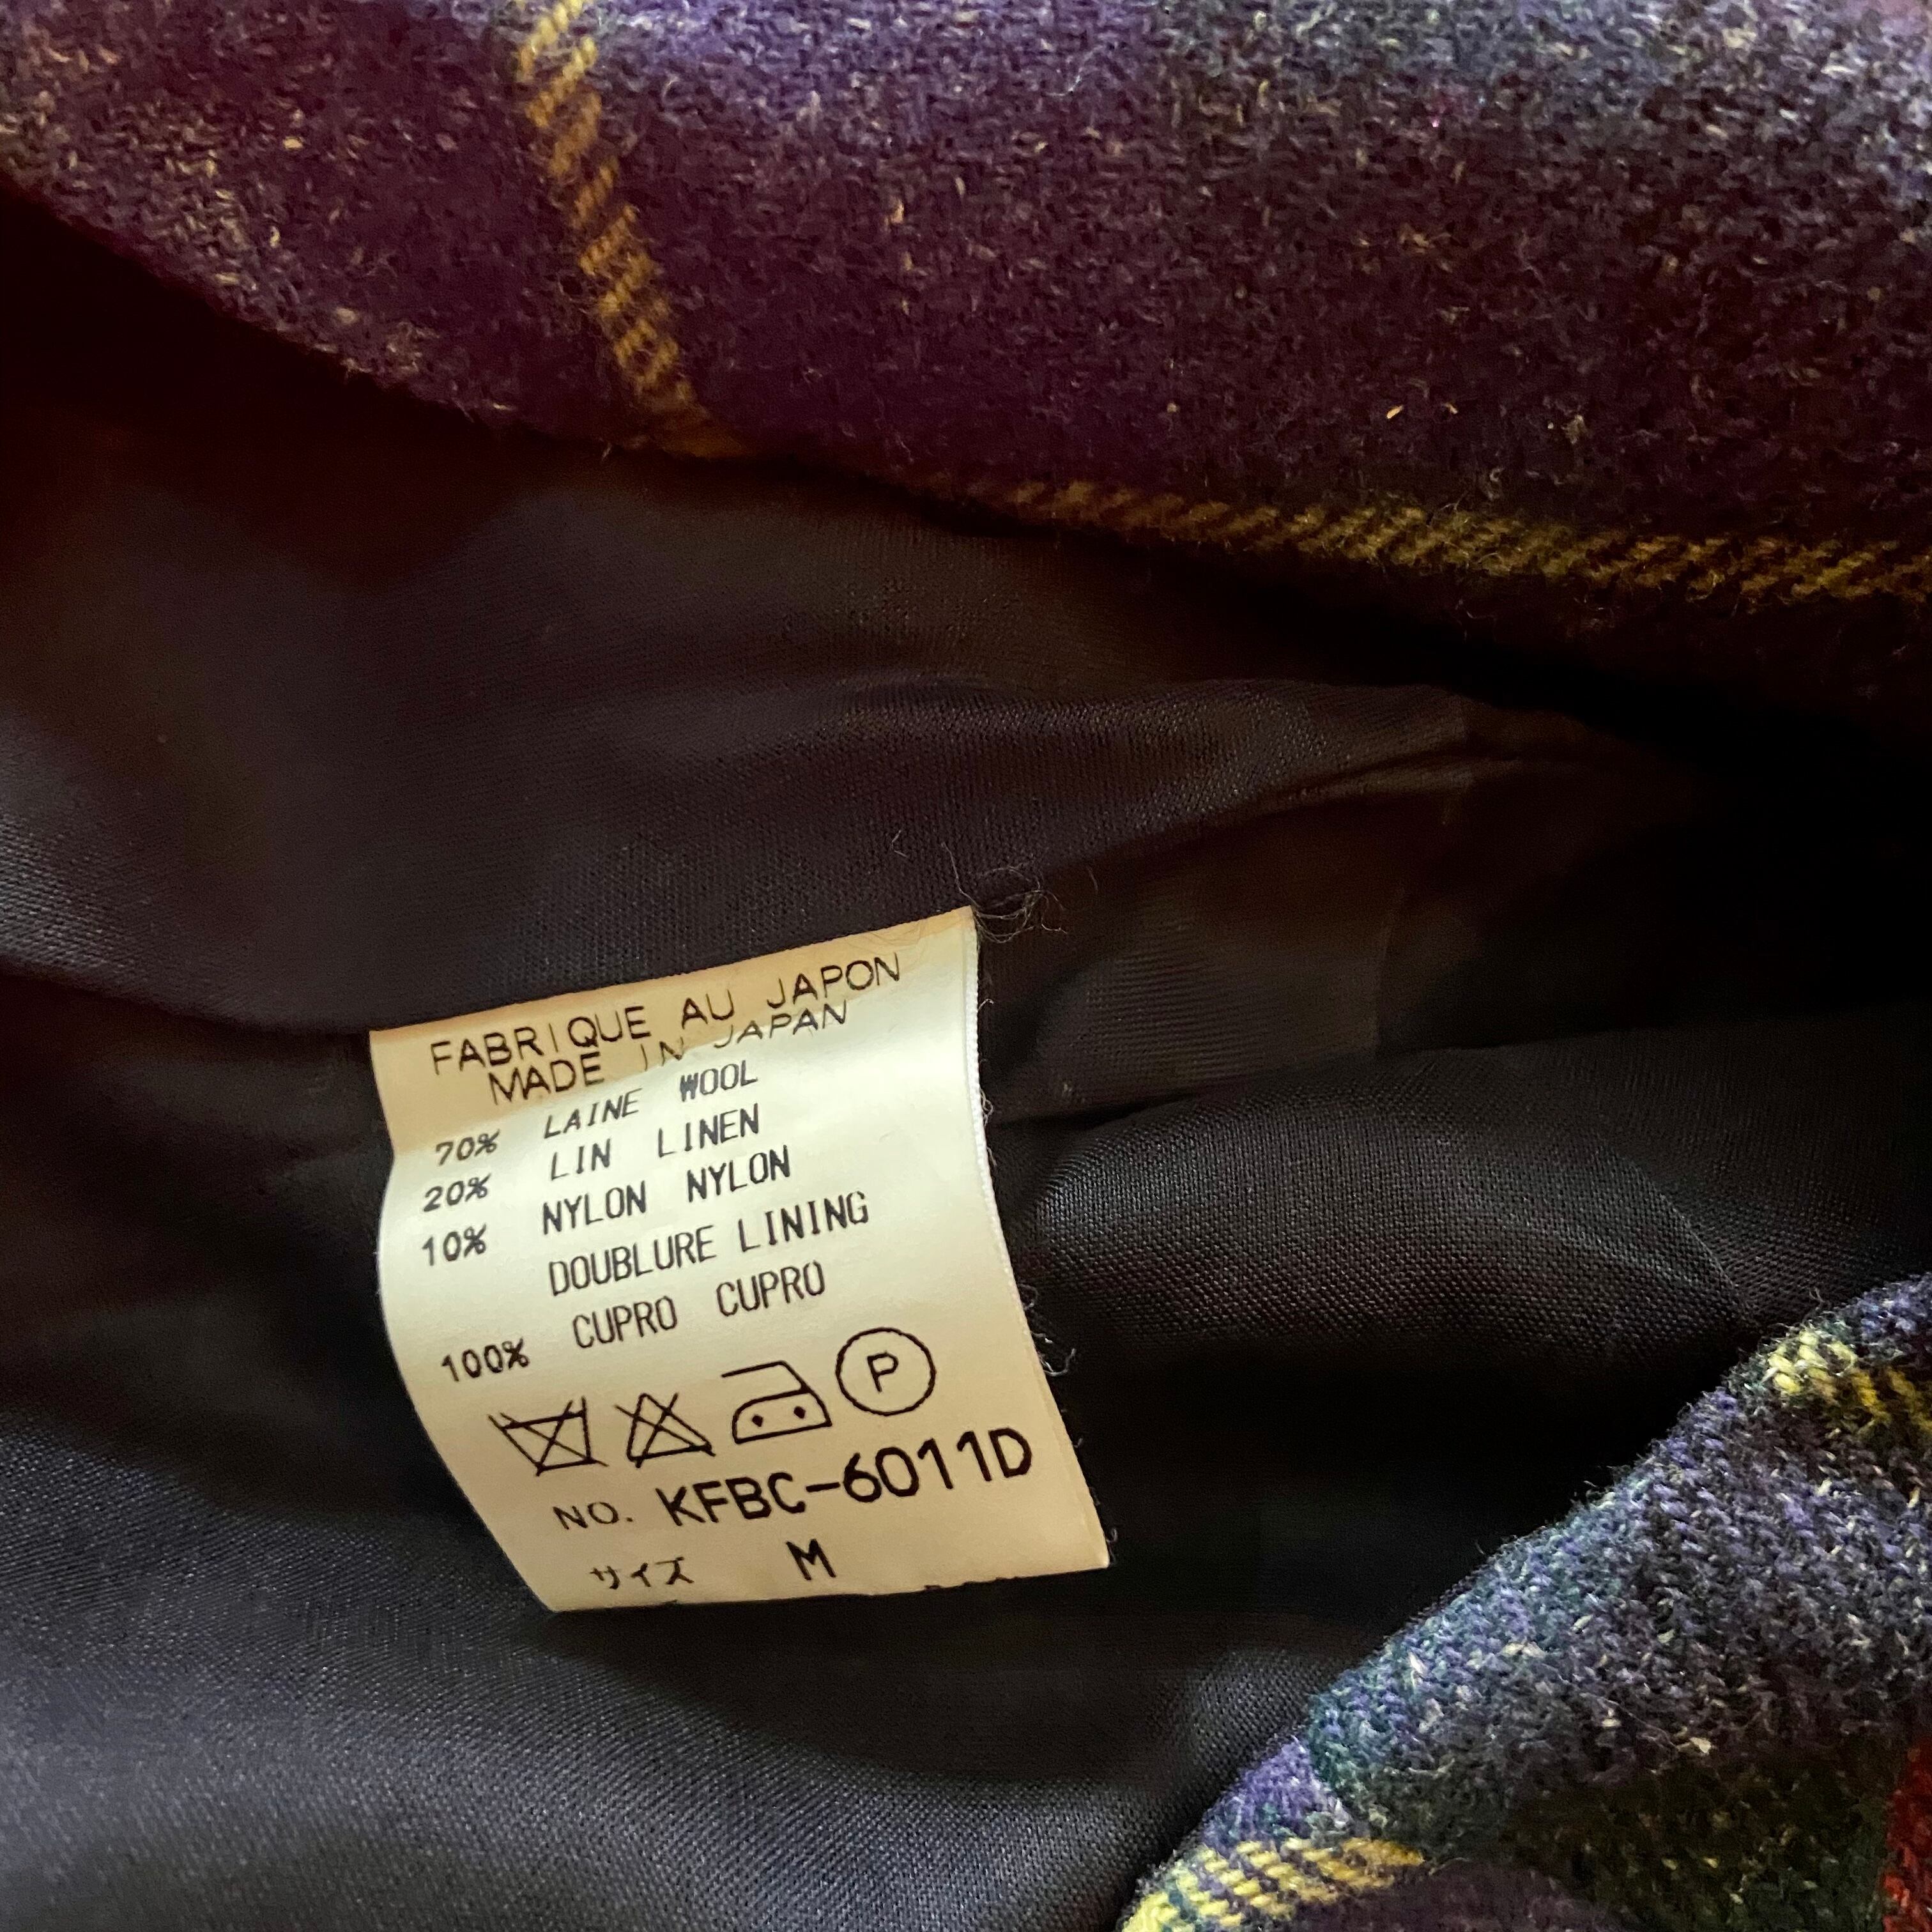 FABRIQUE AU JAPON
MADE IN JAPAN
70% LAINE WOOL
20% LIN LINEN
10% NYLON NYLON
DOUBLURE LINING
100% CUPRO CUPRO
P
NO. KFBC-6011D
サイズ M